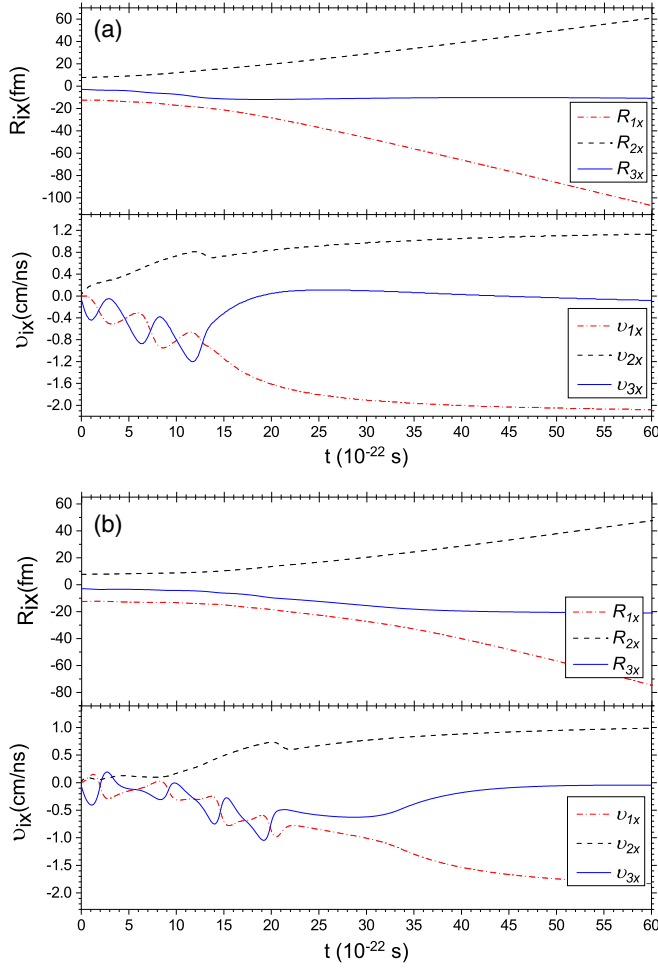 (a)
R_ix(fm)
60
40
20
0
-20
-40
-60
-80
-100
R_1x
R_2x
R_3x
υ_ix(cm/ns)
1.2
0.8
0.4
0.0
-0.4
-0.8
-1.2
-1.6
-2.0
υ_1x
υ_2x
υ_3x
0 5 10 15 20 25 30 35 40 45 50 55 60
t (10^-22 s)
(b)
R_ix(fm)
60
40
20
0
-20
-40
-60
-80
R_1x
R_2x
R_3x
υ_ix(cm/ns)
1.0
0.5
0.0
-0.5
-1.0
-1.5
-2.0
υ_1x
υ_2x
υ_3x
0 5 10 15 20 25 30 35 40 45 50 55 60
t (10^-22 s)